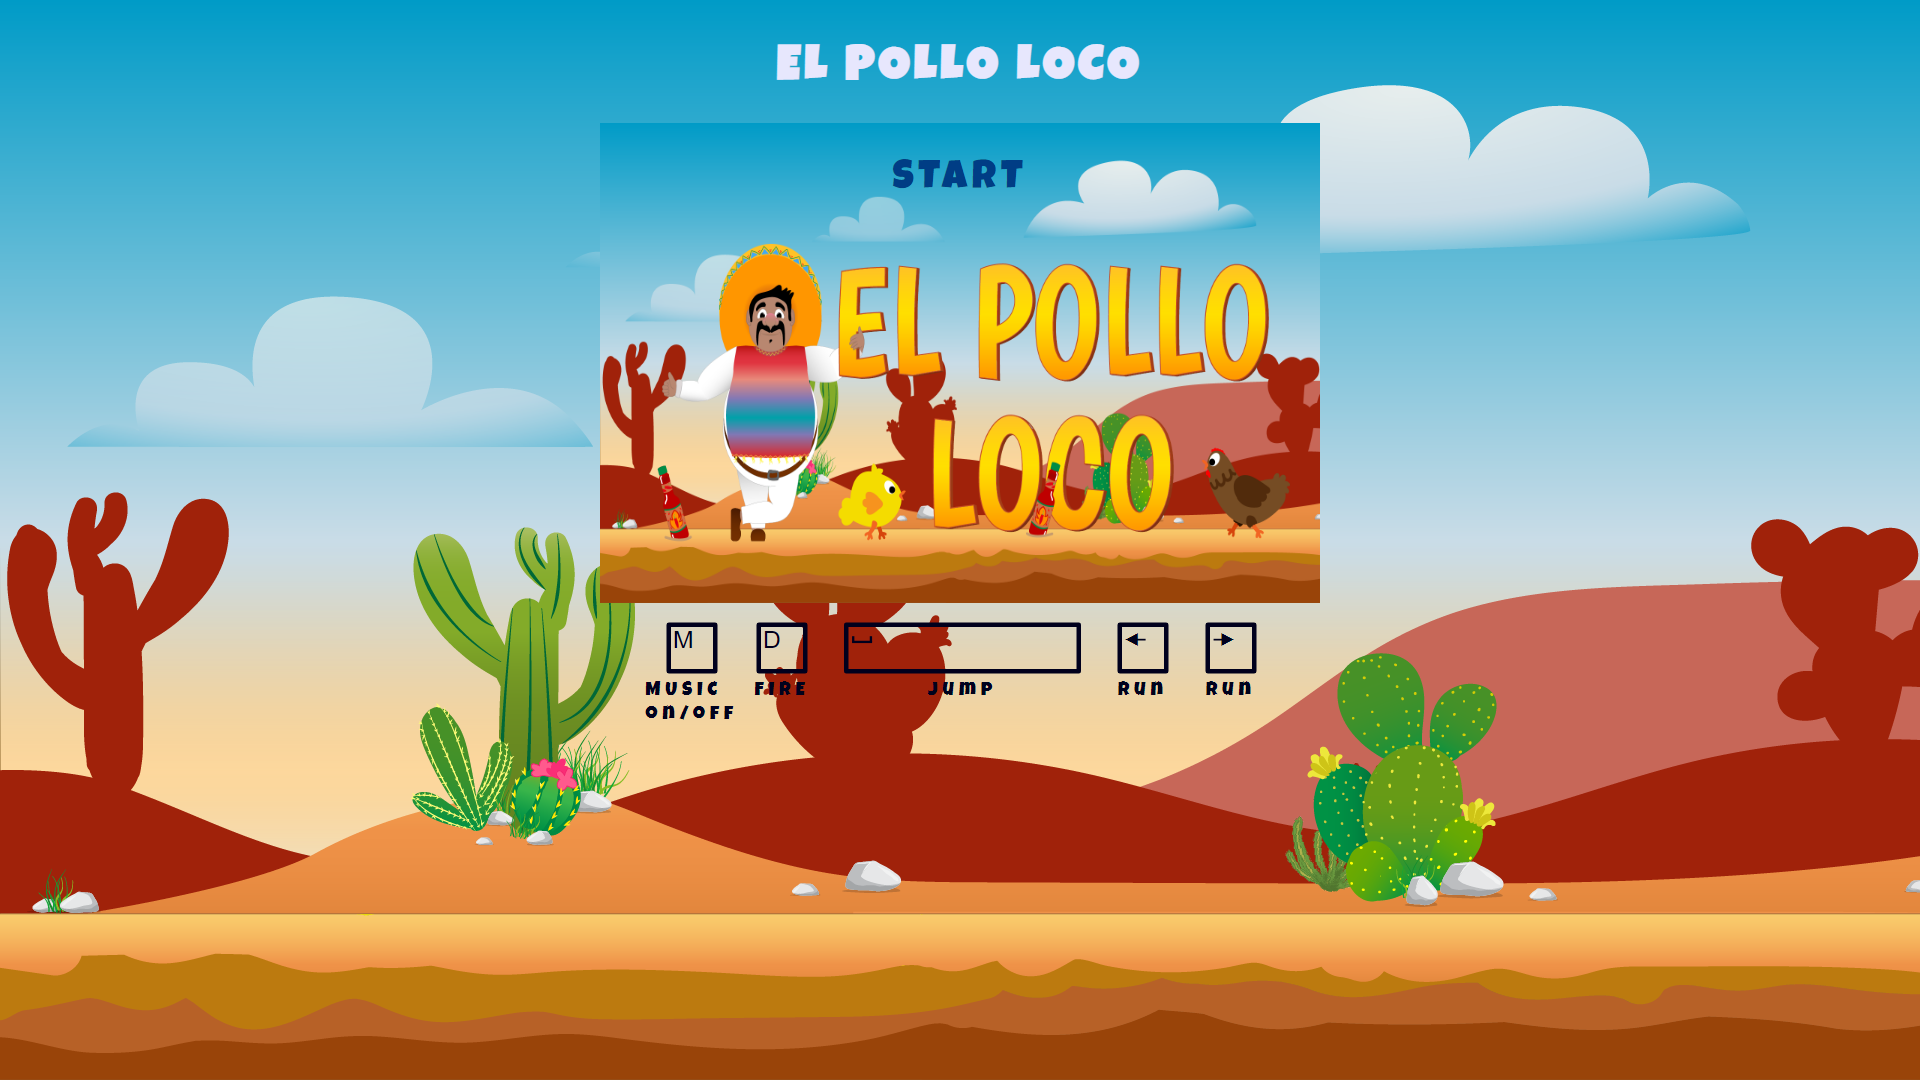 EL POLLO LOCO
START
EL POLLO
LOCO
M D ← →
MUSIC FIRE JUMP RUN RUN
ON/OFF